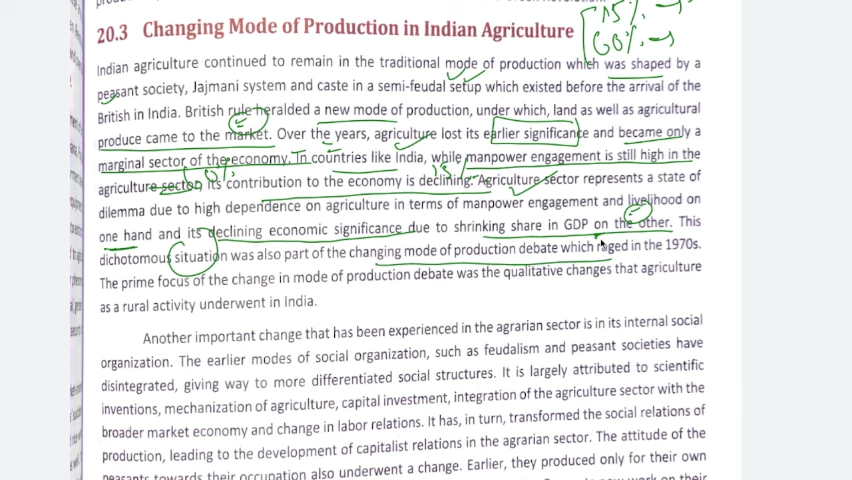 15% →
60% →
20.3 Changing Mode of Production in Indian Agriculture
Indian agriculture continued to remain in the traditional mode of production which was shaped by a
peasant society, Jajmani system and caste in a semi-feudal setup which existed before the arrival of the
British in India. British rule heralded a new mode of production, under which, land as well as agricultural
produce came to the market. Over the years, agriculture lost its earlier significance and became only a
marginal sector of the economy. In countries like India, while manpower engagement is still high in the
agriculture sector, its contribution to the economy is declining. Agriculture sector represents a state of
dilemma due to high dependence on agriculture in terms of manpower engagement and livelihood on
one hand and its declining economic significance due to shrinking share in GDP on the other. This
dichotomous situation was also part of the changing mode of production debate which raged in the 1970s.
The prime focus of the change in mode of production debate was the qualitative changes that agriculture
as a rural activity underwent in India.
Another important change that has been experienced in the agrarian sector is in its internal social
organization. The earlier modes of social organization, such as feudalism and peasant societies have
disintegrated, giving way to more differentiated social structures. It is largely attributed to scientific
inventions, mechanization of agriculture, capital investment, integration of the agriculture sector with the
broader market economy and change in labor relations. It has, in turn, transformed the social relations of
production, leading to the development of capitalist relations in the agrarian sector. The attitude of the
peasants towards their occupation also underwent a change. Earlier, they produced only for their own